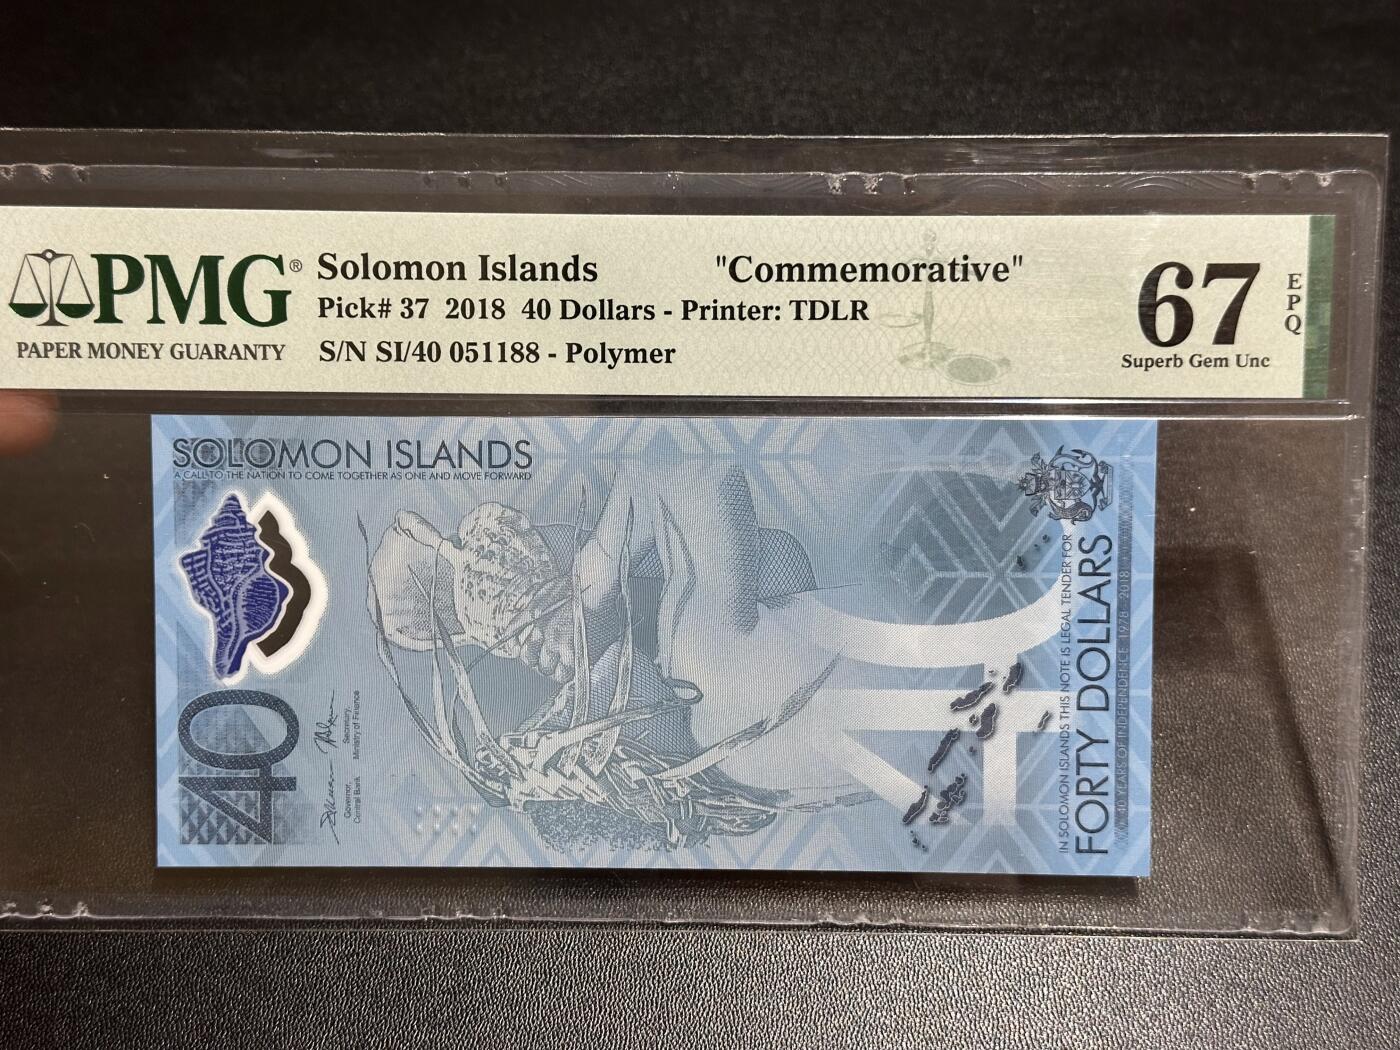 PMG®
PAPER MONEY GUARANTY
Solomon Islands "Commemorative"
Pick# 37 2018 40 Dollars - Printer: TDLR
S/N SI/40 051188 - Polymer
67
Superb Gem Unc
EPQ
SOLOMON ISLANDS
A CALL TO THE NATION TO COME TOGETHER AS ONE AND MOVE FORWARD
40
Governor,
Central Bank
Secretary,
Ministry of Finance
40
IN SOLOMON ISLANDS THIS NOTE IS LEGAL TENDER FOR
FORTY DOLLARS
40 YEARS OF INDEPENDENCE 1978 - 2018